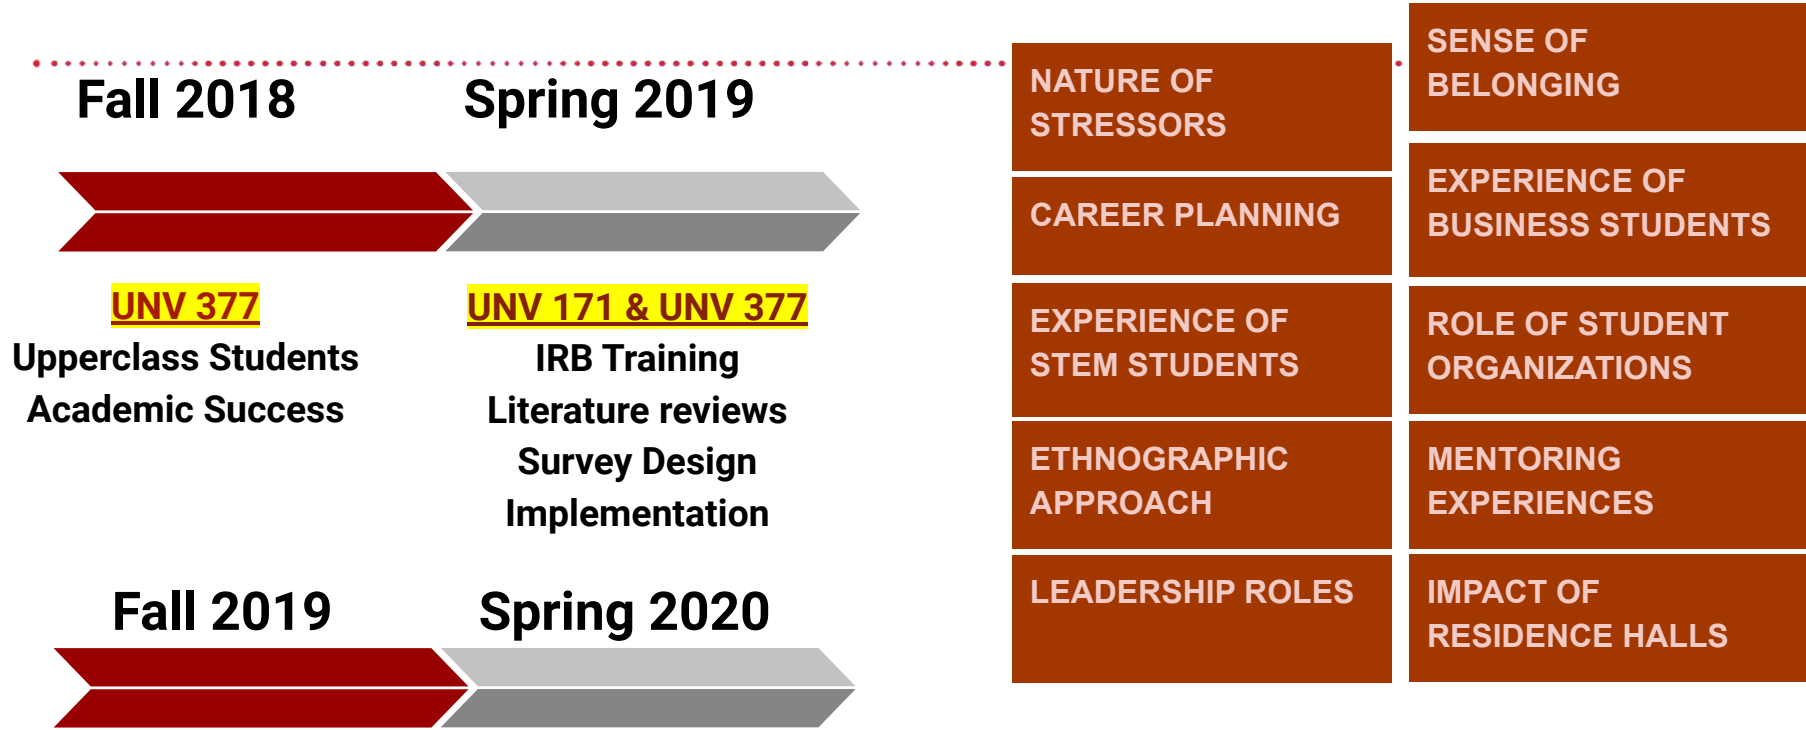 Fall 2018
Spring 2019
UNV 377
Upperclass Students
Academic Success
UNV 171 & UNV 377
IRB Training
Literature reviews
Survey Design
Implementation
Fall 2019
Spring 2020
NATURE OF
STRESSORS
CAREER PLANNING
EXPERIENCE OF
STEM STUDENTS
ETHNOGRAPHIC
APPROACH
LEADERSHIP ROLES
SENSE OF
BELONGING
EXPERIENCE OF
BUSINESS STUDENTS
ROLE OF STUDENT
ORGANIZATIONS
MENTORING
EXPERIENCES
IMPACT OF
RESIDENCE HALLS